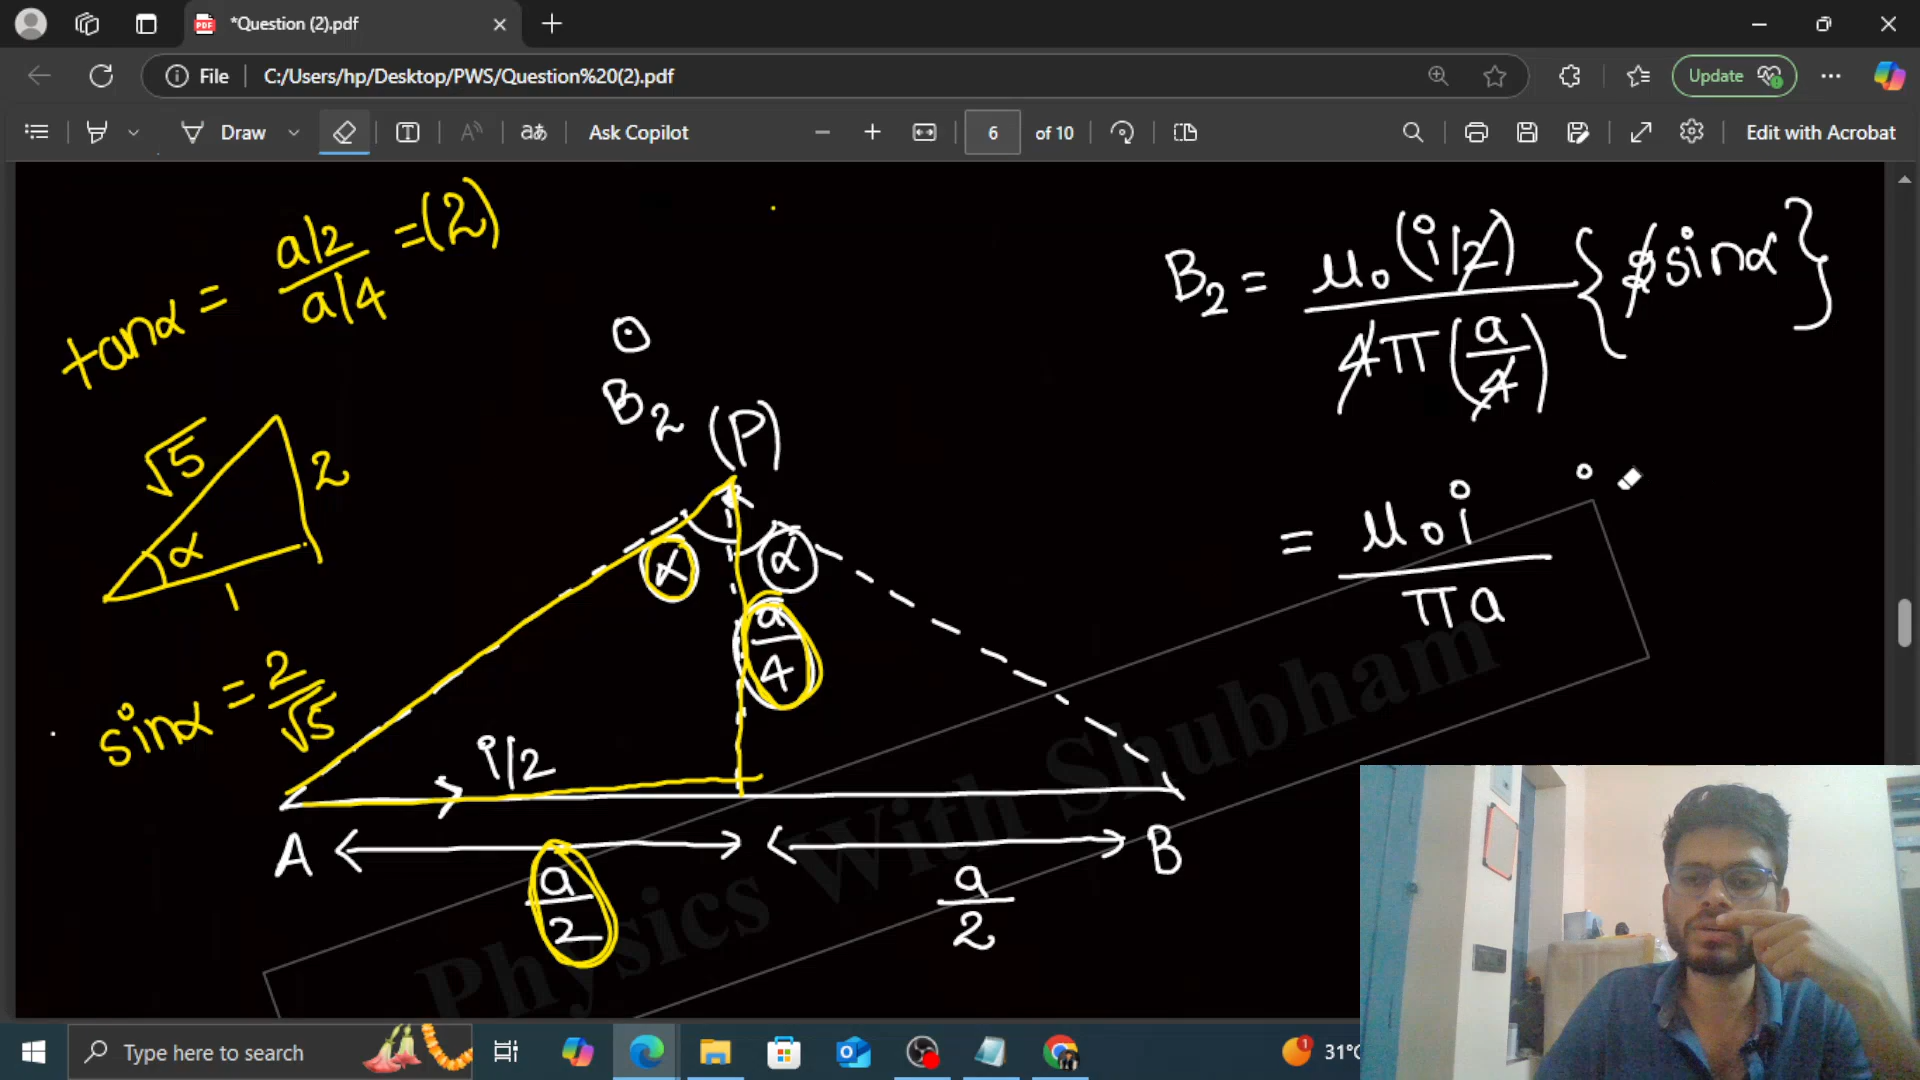 *Question (2).pdf
File
C:/Users/hp/Desktop/PWS/Question%20(2).pdf
Update
Draw
Ask Copilot
6 of 10
Edit with Acrobat
tanα = a/2 / a/4 = (2)
B₂ = μ₀(i/2) / 4π(a/4) {2sinα}
B₂
(P)
√5
2
α
1
α
α
a/4
= μ₀i / πa
sinα = 2/√5
i/2
A
B
a/2
a/2
Physics With Shubham
Type here to search
1
31°C